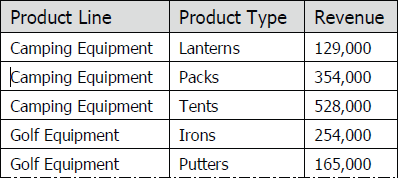 Product Line Product Type Revenue
Camping Equipment Lanterns 129,000
Camping Equipment Packs 354,000
Camping Equipment Tents 528,000
Golf Equipment Irons 254,000
Golf Equipment Putters 165,000